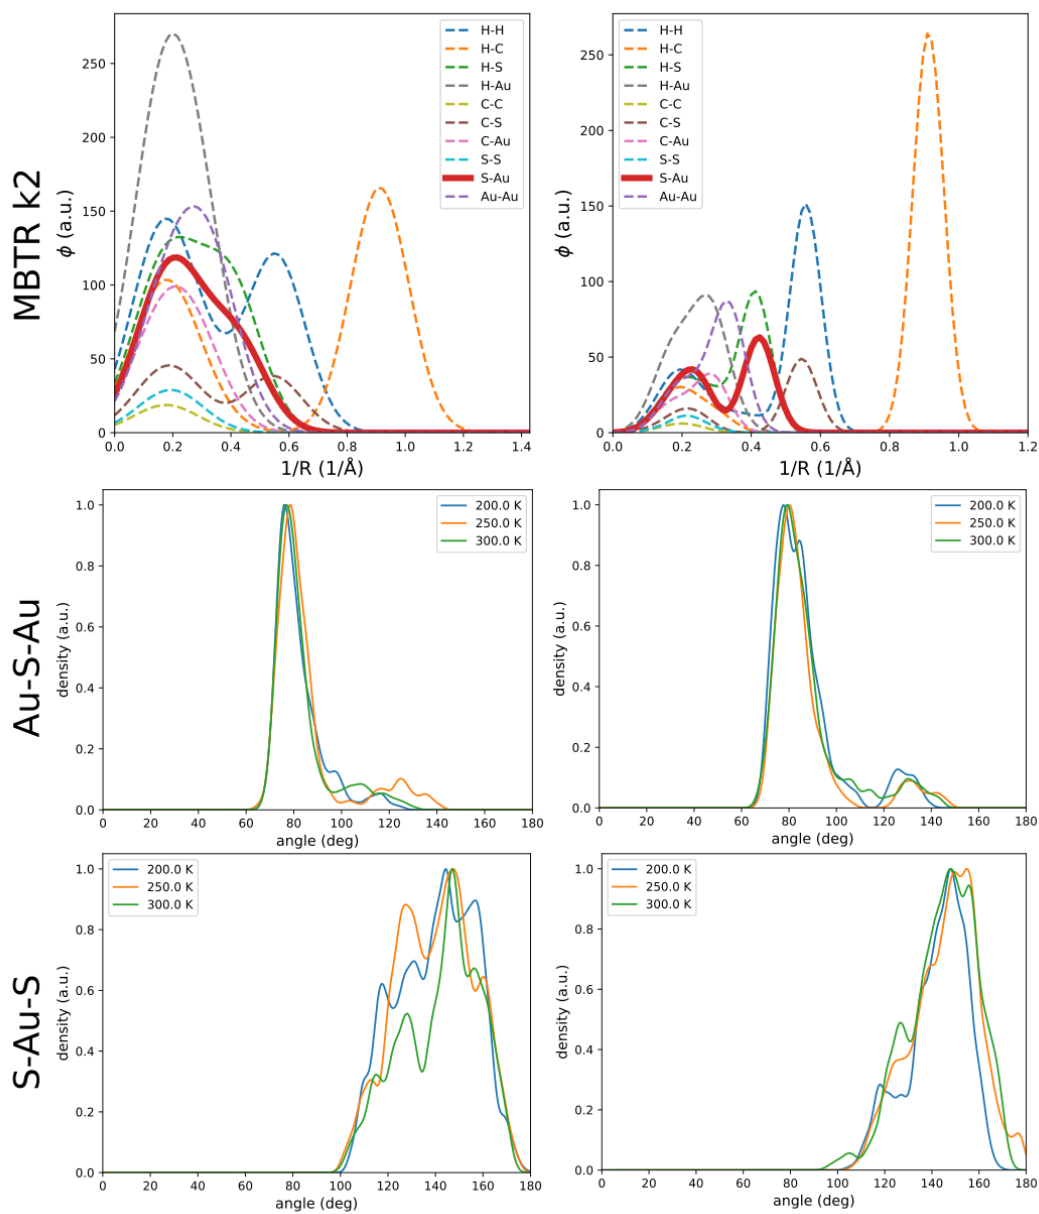 MBTR k2
ϕ (a.u.)
250
200
150
100
50
0
0.0 0.2 0.4 0.6 0.8 1.0 1.2 1.4
1/R (1/Å)
H-H
H-C
H-S
H-Au
C-C
C-S
C-Au
S-S
S-Au
Au-Au
ϕ (a.u.)
250
200
150
100
50
0
0.0 0.2 0.4 0.6 0.8 1.0 1.2
1/R (1/Å)
H-H
H-C
H-S
H-Au
C-C
C-S
C-Au
S-S
S-Au
Au-Au
Au-S-Au
density (a.u.)
1.0
0.8
0.6
0.4
0.2
0.0
0 20 40 60 80 100 120 140 160 180
angle (deg)
200.0 K
250.0 K
300.0 K
density (a.u.)
1.0
0.8
0.6
0.4
0.2
0.0
0 20 40 60 80 100 120 140 160 180
angle (deg)
200.0 K
250.0 K
300.0 K
S-Au-S
density (a.u.)
1.0
0.8
0.6
0.4
0.2
0.0
0 20 40 60 80 100 120 140 160 180
angle (deg)
200.0 K
250.0 K
300.0 K
density (a.u.)
1.0
0.8
0.6
0.4
0.2
0.0
0 20 40 60 80 100 120 140 160 180
angle (deg)
200.0 K
250.0 K
300.0 K